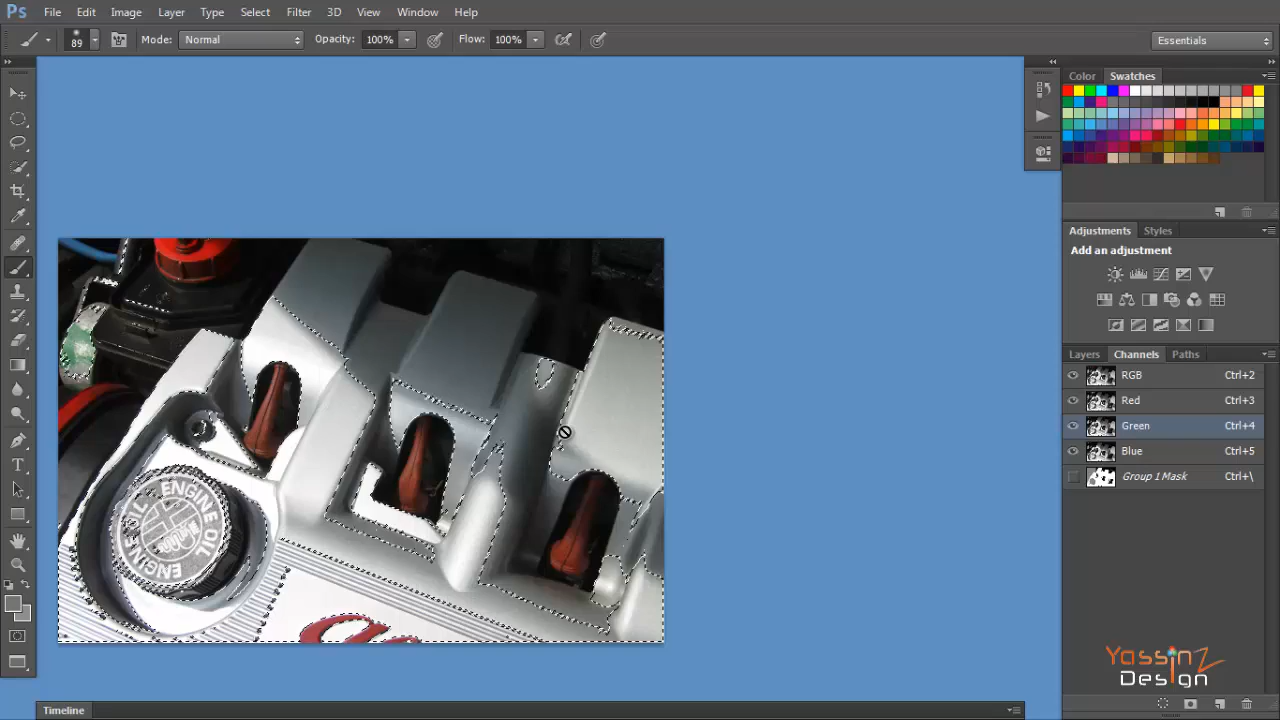 Ps File Edit Image Layer Type Select Filter 3D View Window Help
89 Mode: Normal Opacity: 100% Flow: 100% Essentials
Color Swatches
Adjustments Styles
Add an adjustment
Layers Channels Paths
RGB Ctrl+2
Red Ctrl+3
Green Ctrl+4
Blue Ctrl+5
Group 1 Mask Ctrl+\
ENGINE OIL
ENGINE OIL
YassinZ
Design
Timeline